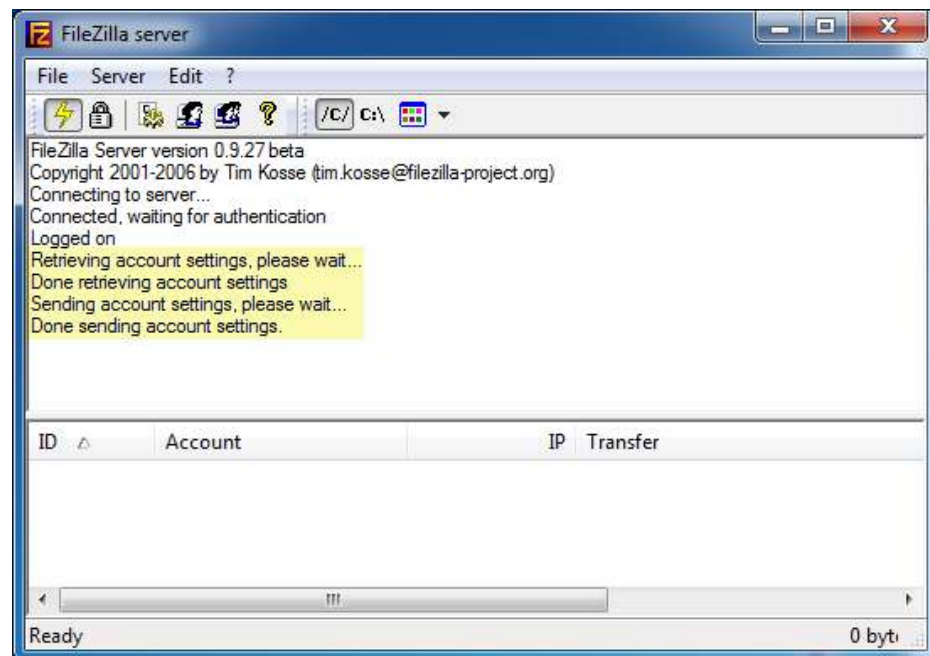 FileZilla server
File Server Edit ?
/C/ C:\
FileZilla Server version 0.9.27 beta
Copyright 2001-2006 by Tim Kosse (tim.kosse@filezilla-project.org)
Connecting to server...
Connected, waiting for authentication
Logged on
Retrieving account settings, please wait...
Done retrieving account settings
Sending account settings, please wait...
Done sending account settings.
ID Account IP Transfer
Ready 0 byt